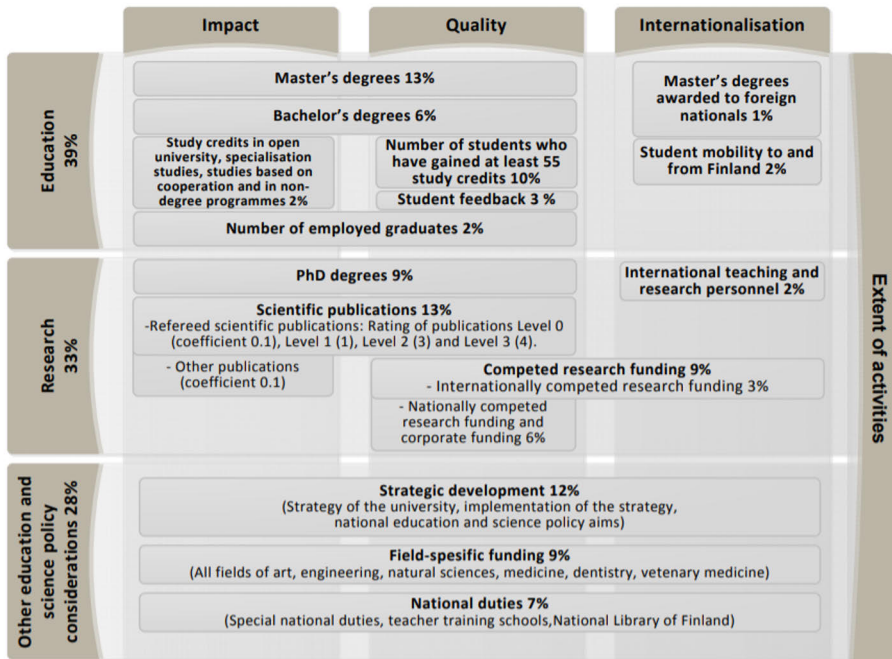 Impact
Quality
Internationalisation
Education
39%
Master's degrees 13%
Bachelor's degrees 6%
Study credits in open
university, specialisation
studies, studies based on
cooperation and in non-
degree programmes 2%
Number of students who
have gained at least 55
study credits 10%
Student feedback 3 %
Number of employed graduates 2%
Master's degrees
awarded to foreign
nationals 1%
Student mobility to and
from Finland 2%
Research
33%
PhD degrees 9%
Scientific publications 13%
-Refereed scientific publications: Rating of publications Level 0
(coefficient 0.1), Level 1 (1), Level 2 (3) and Level 3 (4).
- Other publications
(coefficient 0.1)
International teaching and
research personnel 2%
Competed research funding 9%
- Internationally competed research funding 3%
- Nationally competed
research funding and
corporate funding 6%
Other education and
science policy
considerations 28%
Strategic development 12%
(Strategy of the university, implementation of the strategy,
national education and science policy aims)
Field-spesific funding 9%
(All fields of art, engineering, natural sciences, medicine, dentistry, vetenary medicine)
National duties 7%
(Special national duties, teacher training schools,National Library of Finland)
Extent of activities